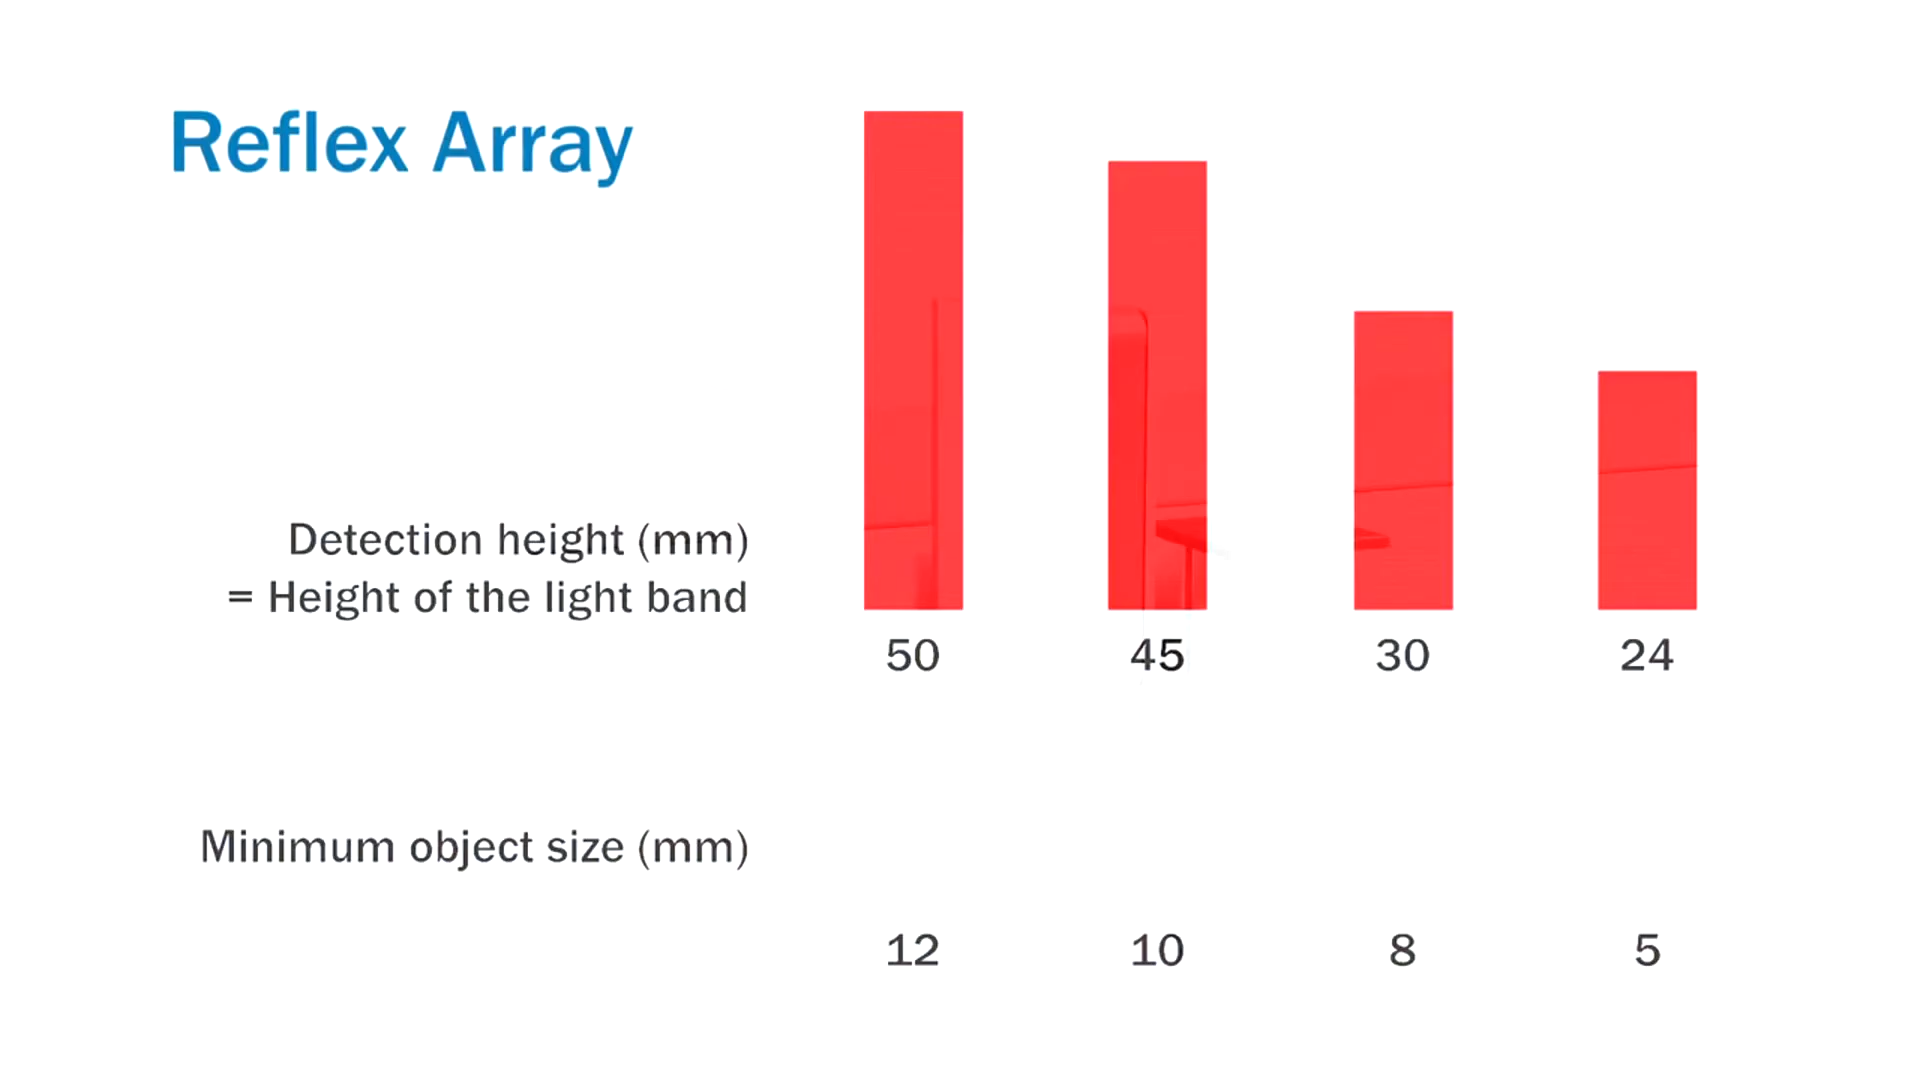 Reflex Array
Detection height (mm)
= Height of the light band
50 45 30 24
Minimum object size (mm)
12 10 8 5